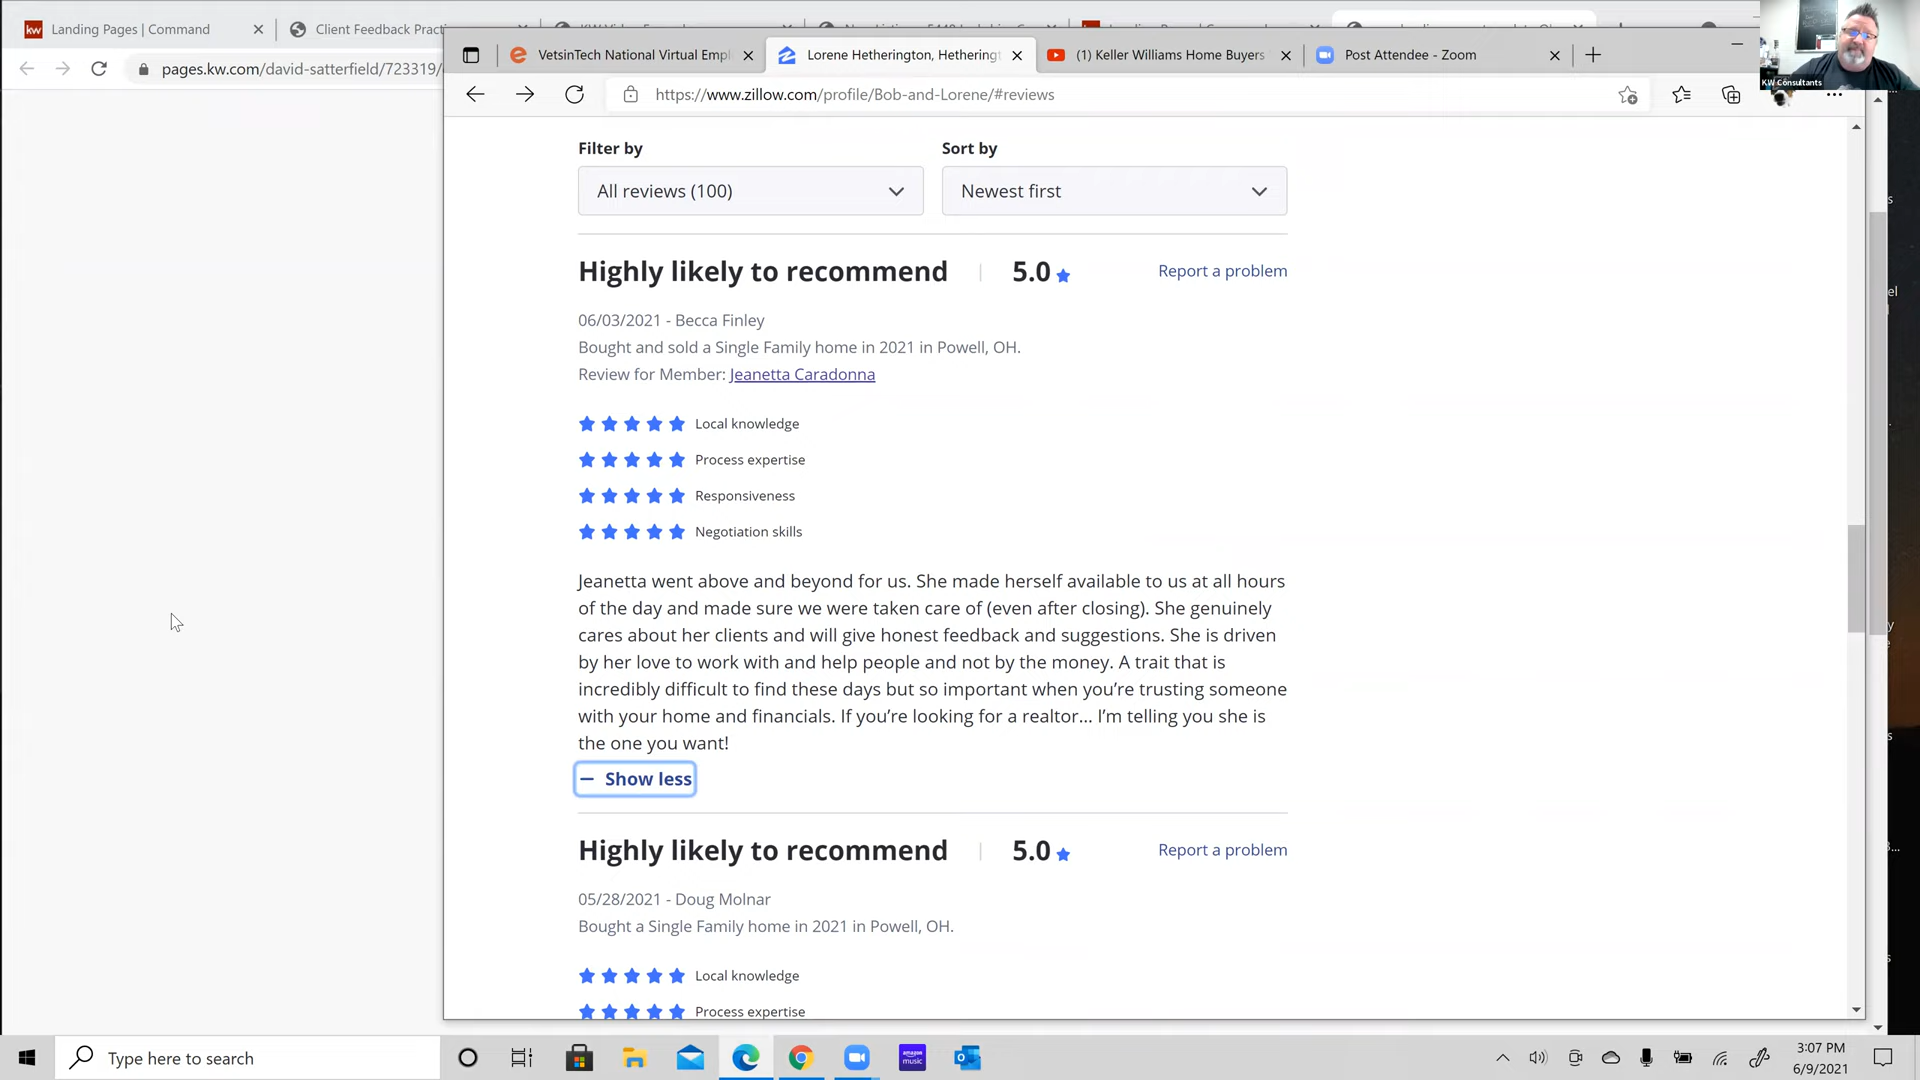 Landing Pages | Command
Client Feedback Pract
pages.kw.com/david-satterfield/723319/
VetsinTech National Virtual Empl
Lorene Hetherington, Hethering
(1) Keller Williams Home Buyers
Post Attendee - Zoom
https://www.zillow.com/profile/Bob-and-Lorene/#reviews
KW Consultants
Filter by
Sort by
All reviews (100)
Newest first
Highly likely to recommend
5.0
Report a problem
06/03/2021 - Becca Finley
Bought and sold a Single Family home in 2021 in Powell, OH.
Review for Member: Jeanetta Caradonna
Local knowledge
Process expertise
Responsiveness
Negotiation skills
Jeanetta went above and beyond for us. She made herself available to us at all hours
of the day and made sure we were taken care of (even after closing). She genuinely
cares about her clients and will give honest feedback and suggestions. She is driven
by her love to work with and help people and not by the money. A trait that is
incredibly difficult to find these days but so important when you’re trusting someone
with your home and financials. If you’re looking for a realtor... I’m telling you she is
the one you want!
Show less
Highly likely to recommend
5.0
Report a problem
05/28/2021 - Doug Molnar
Bought a Single Family home in 2021 in Powell, OH.
Local knowledge
Process expertise
Type here to search
amazon music
3:07 PM
6/9/2021